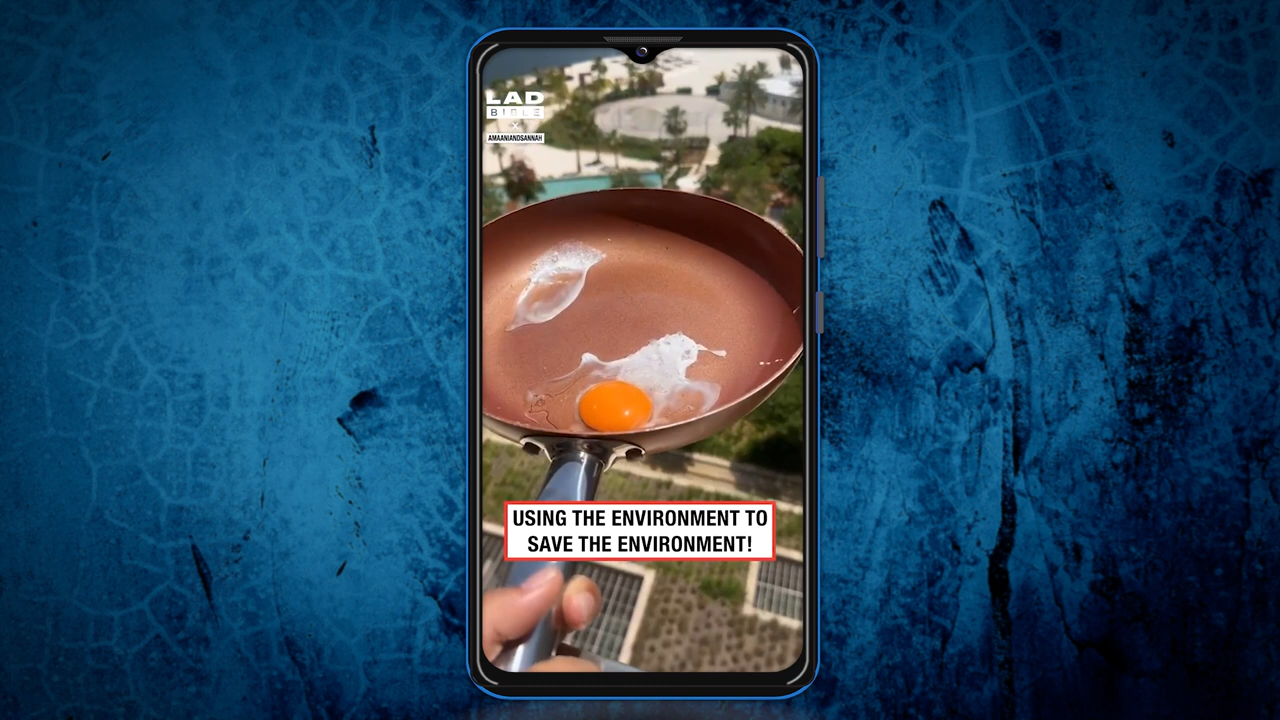 LAD
BIBLE
X
AMAANIANDSANNAH
USING THE ENVIRONMENT TO
SAVE THE ENVIRONMENT!